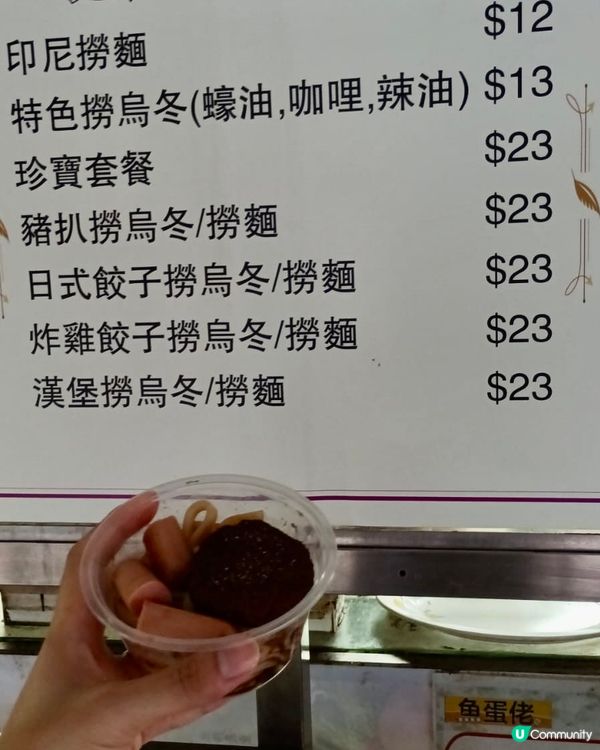 印尼撈麵 $12
特色撈烏冬(蠔油,咖哩,辣油) $13
珍寶套餐 $23
豬扒撈烏冬/撈麵 $23
日式餃子撈烏冬/撈麵 $23
炸雞餃子撈烏冬/撈麵 $23
漢堡撈烏冬/撈麵 $23
魚蛋佬
U Community